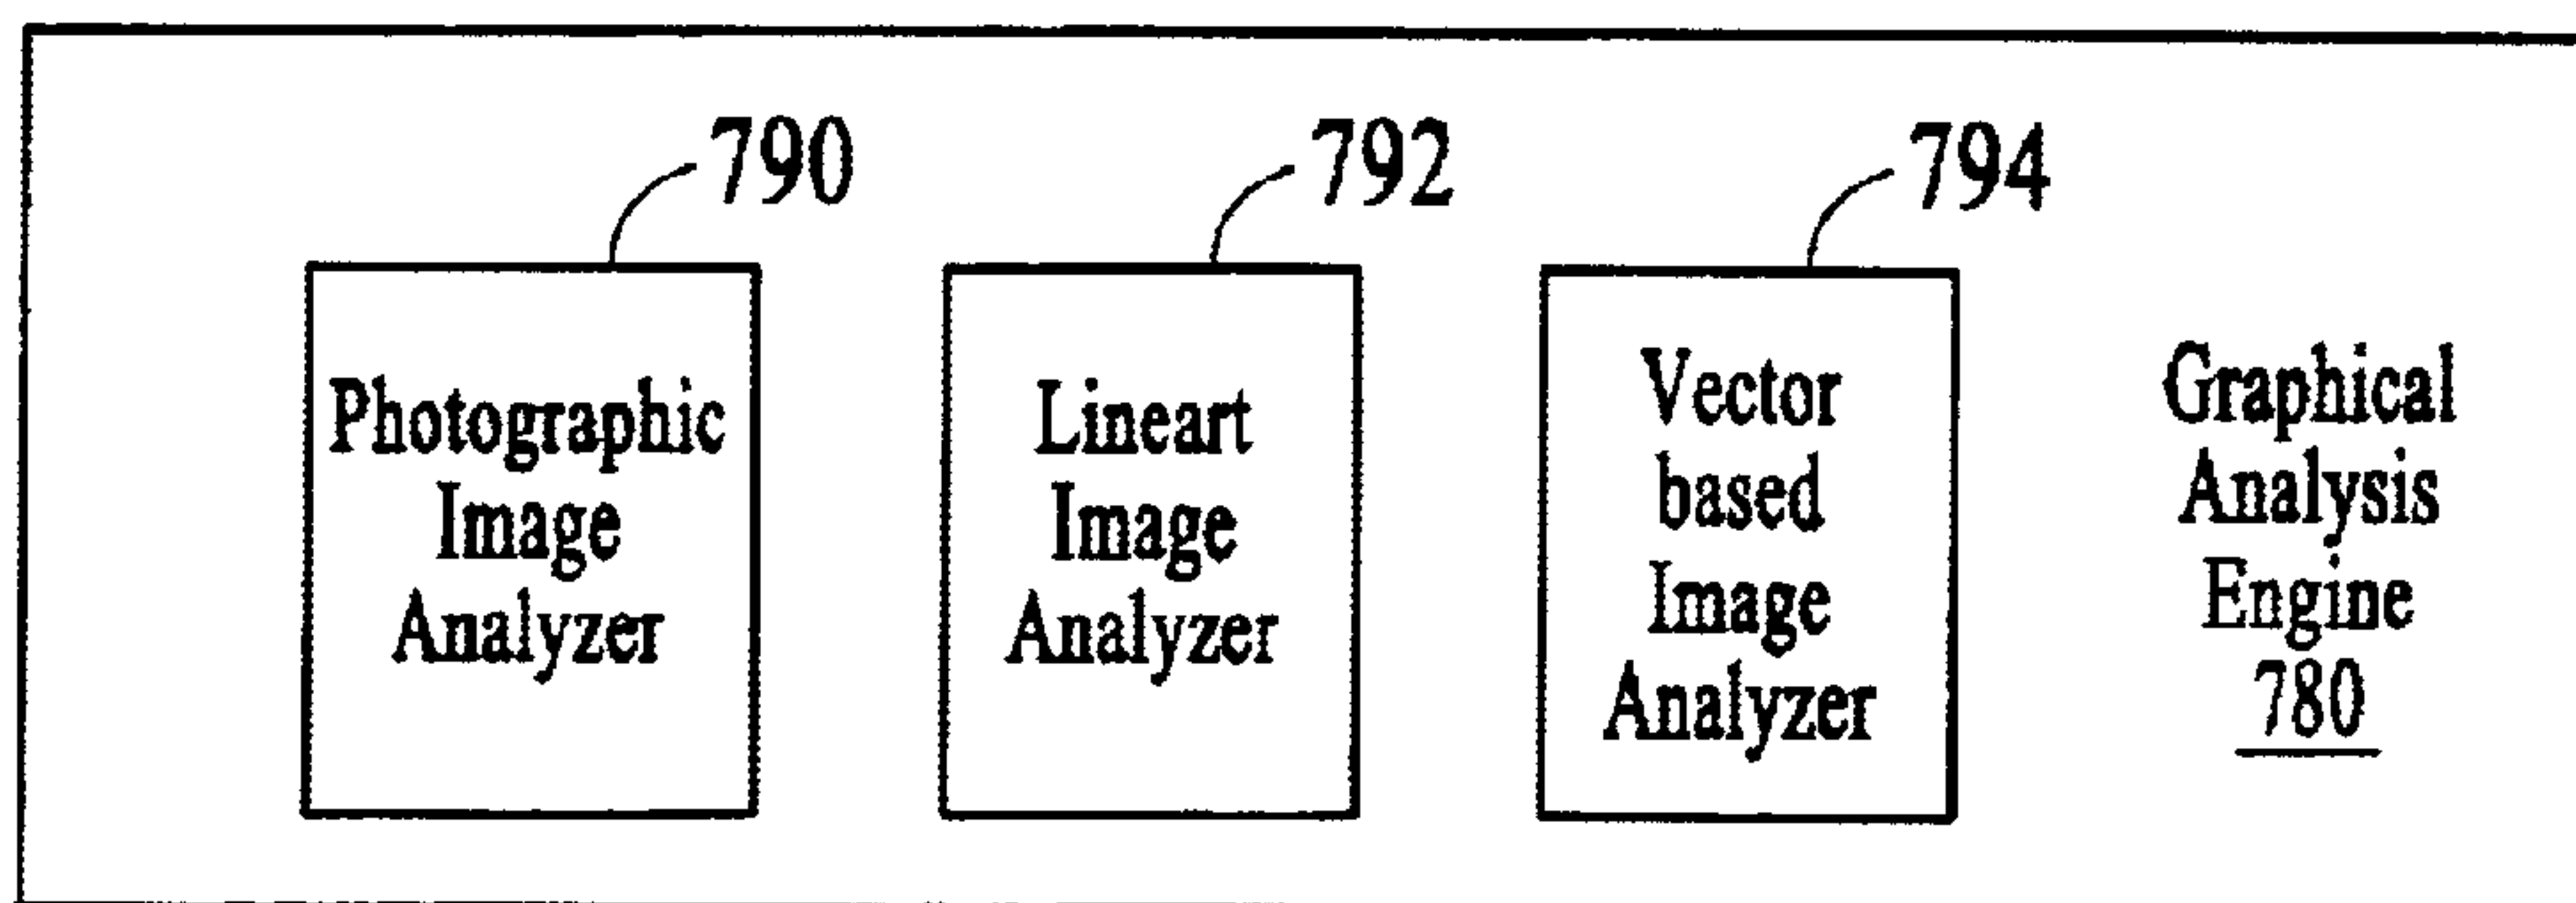 790
Photographic
Image
Analyzer
792
Lineart
Image
Analyzer
794
Vector
based
Image
Analyzer
Graphical
Analysis
Engine
780